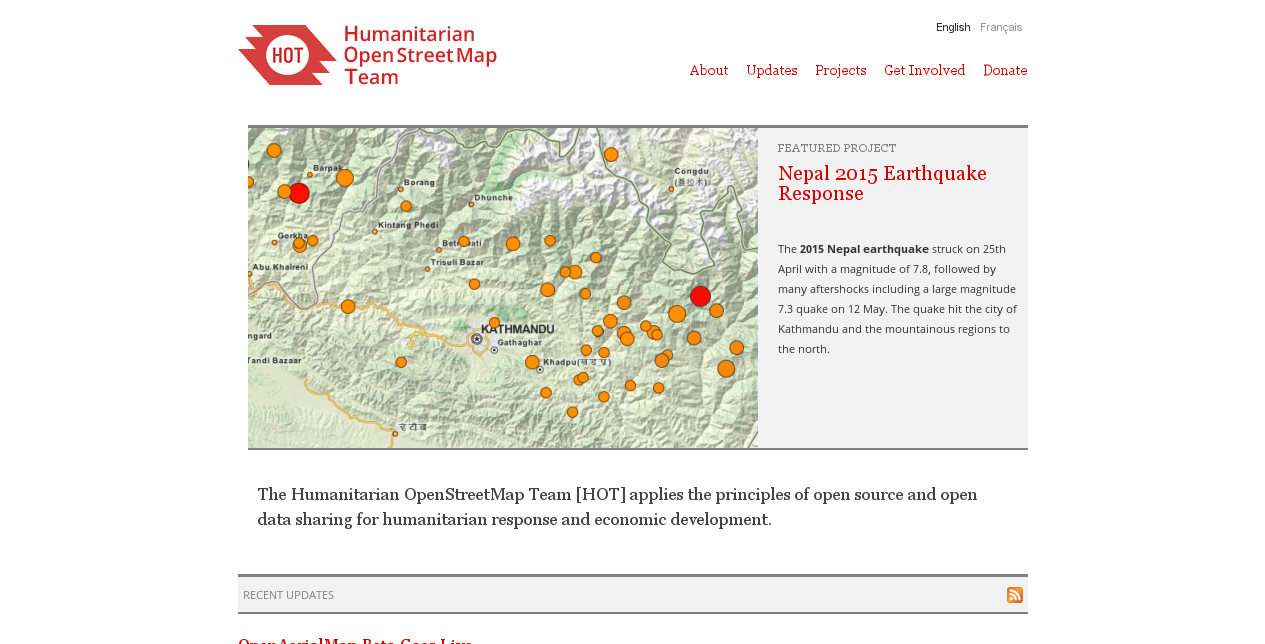 HOT
Humanitarian
OpenStreetMap
Team
English Français
About Updates Projects Get Involved Donate
Barpak
Borang
Congdu
Dhunche
Kintang Phedi
Gorkha
Betrawati
Abu Khaireni
Trisuli Bazar
KATHMANDU
Gathaghar
ngard
Tandi Bazaar
FEATURED PROJECT
Nepal 2015 Earthquake
Response
The 2015 Nepal earthquake struck on 25th
April with a magnitude of 7.8, followed by
many aftershocks including a large magnitude
7.3 quake on 12 May. The quake hit the city of
Kathmandu and the mountainous regions to
the north.
The Humanitarian OpenStreetMap Team [HOT] applies the principles of open source and open
data sharing for humanitarian response and economic development.
RECENT UPDATES
OpenAerialMap Beta Goes Live